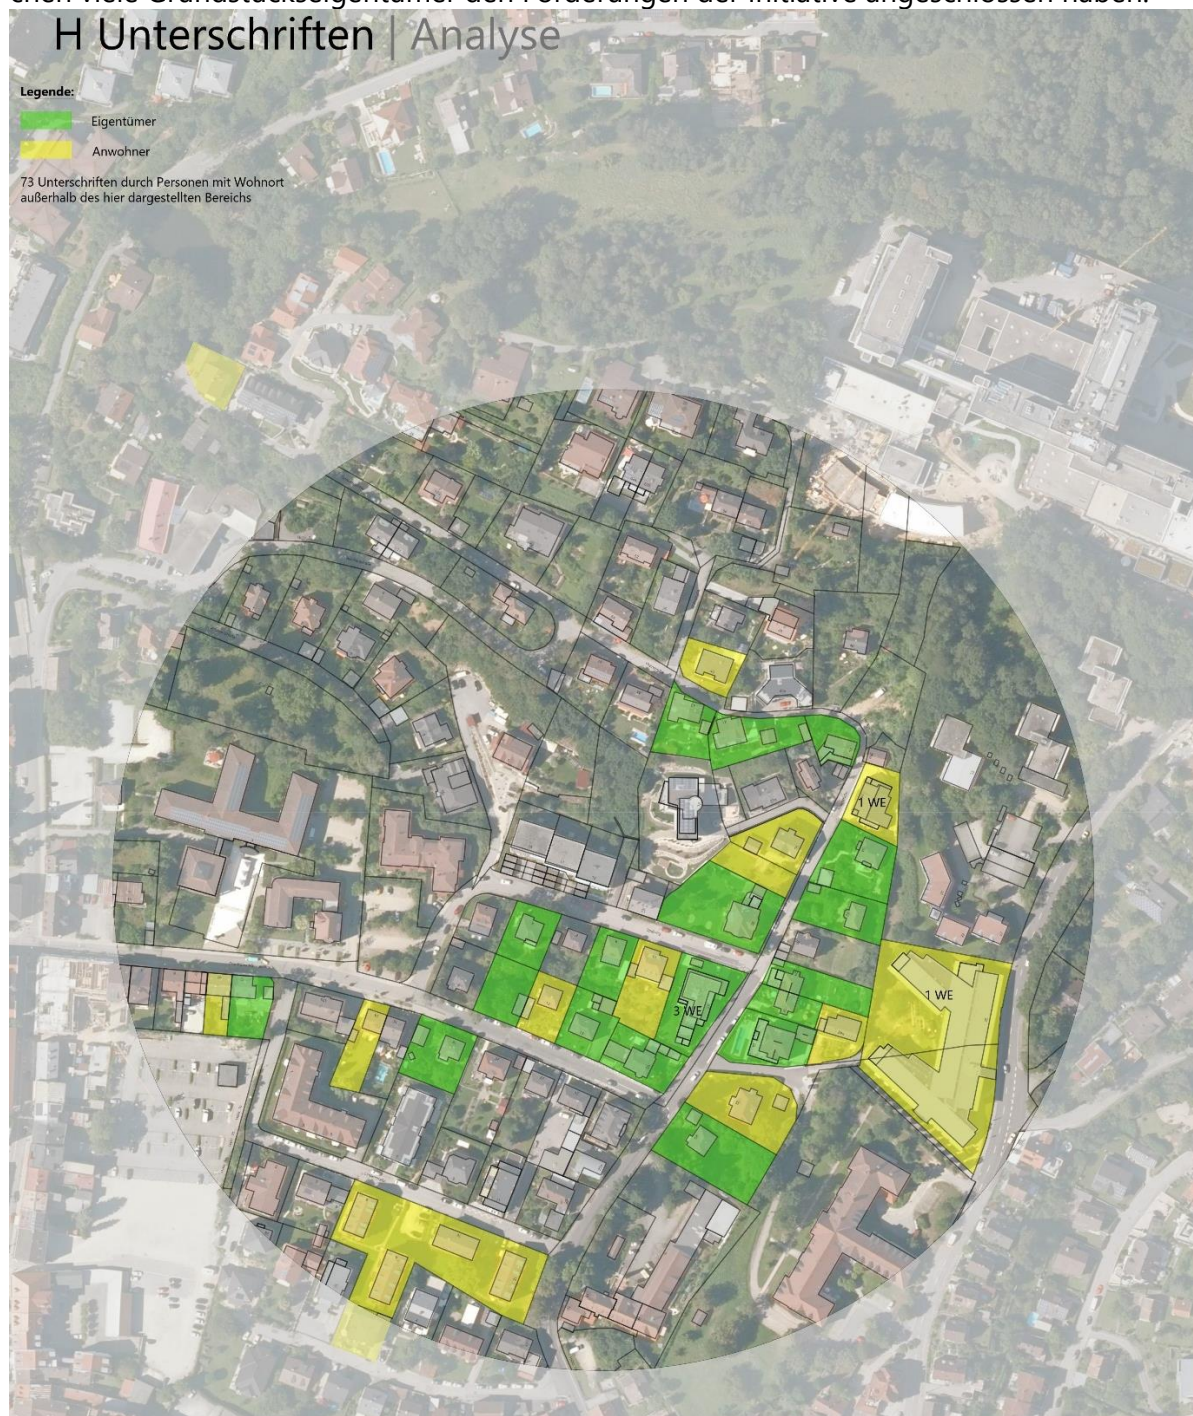 chen viele Grundstückseigentümer den Forderungen der Initiative angeschlossen haben.
H Unterschriften | Analyse
Legende:
Eigentümer
Anwohner
73 Unterschriften durch Personen mit Wohnort
außerhalb des hier dargestellten Bereichs
1 WE
1 WE
3 WE